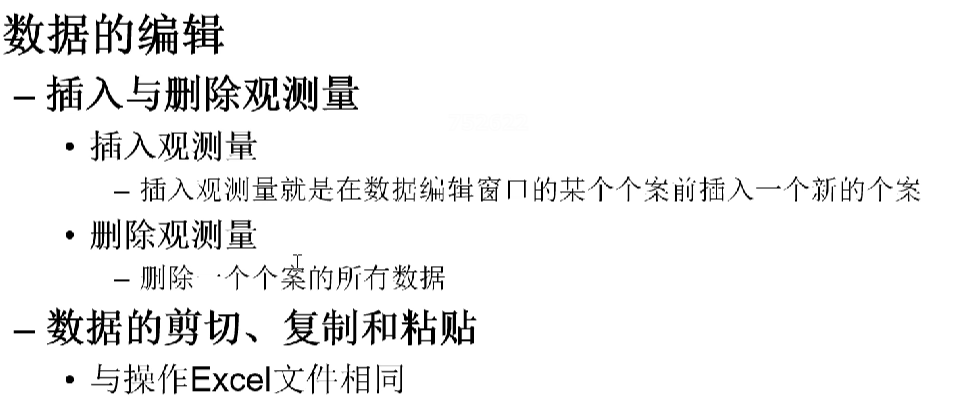 数据的编辑
– 插入与删除观测量
• 插入观测量
– 插入观测量就是在数据编辑窗口的某个个案前插入一个新的个案
• 删除观测量
– 删除一个个案的所有数据
– 数据的剪切、复制和粘贴
• 与操作Excel文件相同